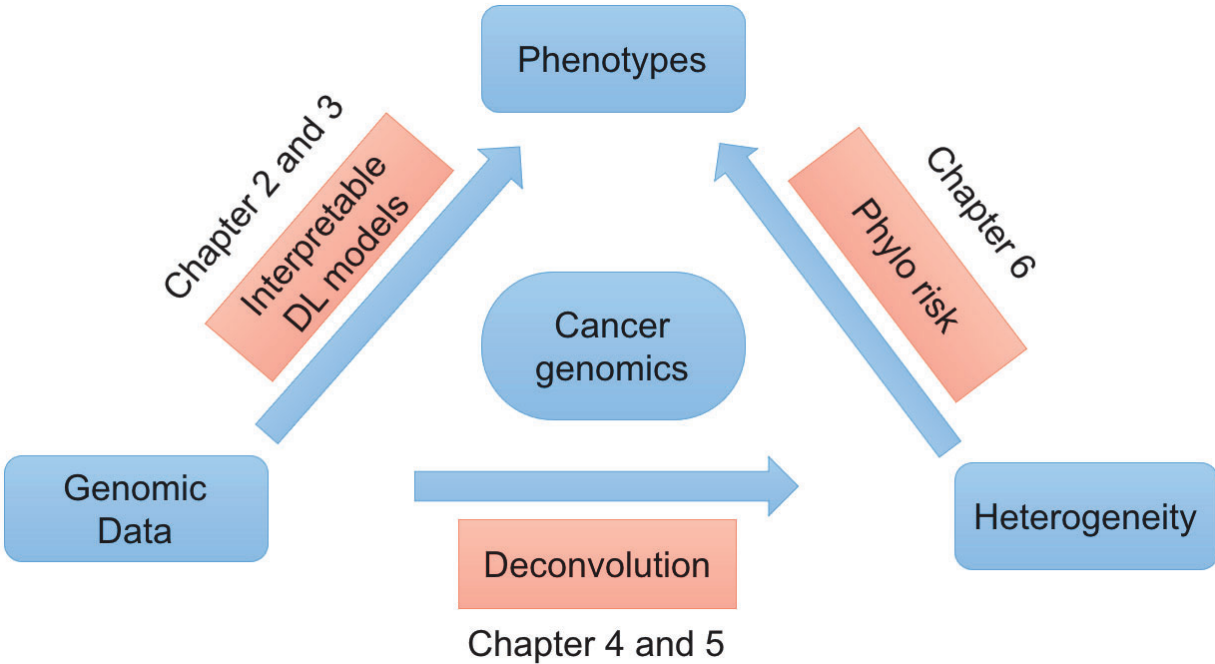 Phenotypes
Chapter 2 and 3
Interpretable
DL models
Chapter 6
Phylo risk
Cancer
genomics
Genomic
Data
Heterogeneity
Deconvolution
Chapter 4 and 5